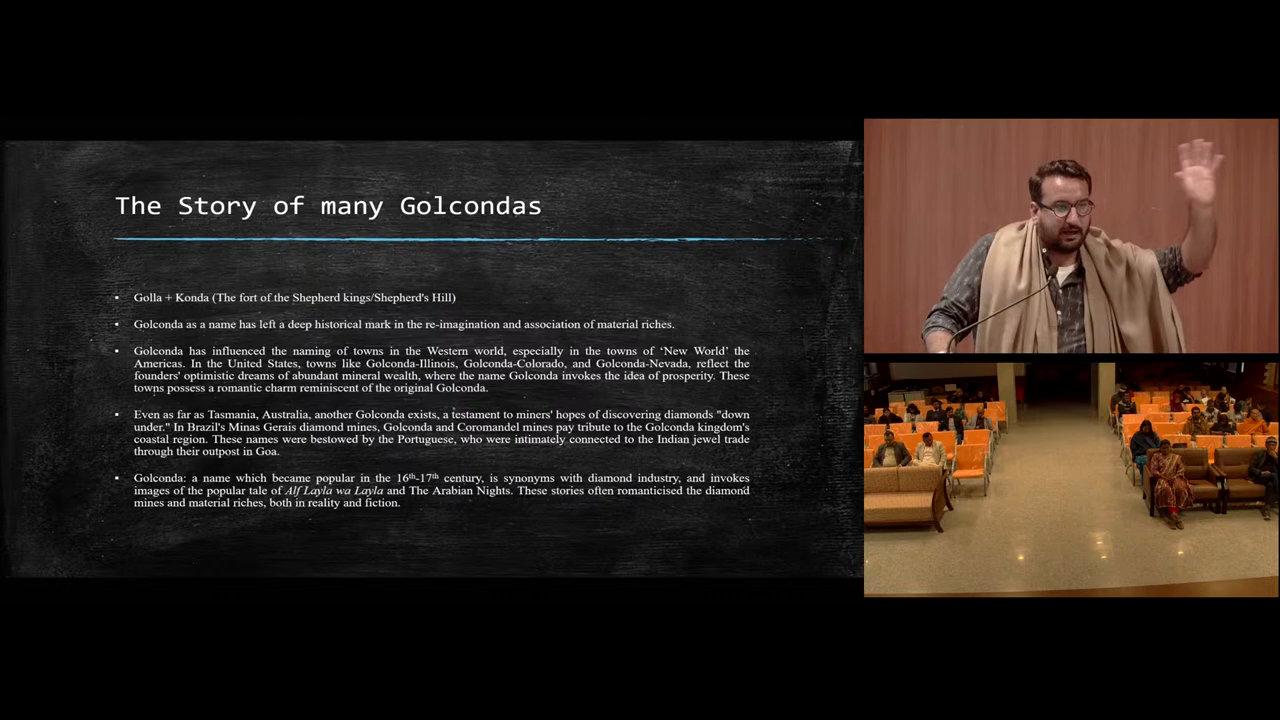 The Story of many Golcondas
▪ Golla + Konda (The fort of the Shepherd kings/Shepherd's Hill)
▪ Golconda as a name has left a deep historical mark in the re-imagination and association of material riches.
▪ Golconda has influenced the naming of towns in the Western world, especially in the towns of ‘New World’ the
Americas. In the United States, towns like Golconda-Illinois, Golconda-Colorado, and Golconda-Nevada, reflect the
founders' optimistic dreams of abundant mineral wealth, where the name Golconda invokes the idea of prosperity. These
towns possess a romantic charm reminiscent of the original Golconda.
▪ Even as far as Tasmania, Australia, another Golconda exists, a testament to miners' hopes of discovering diamonds "down
under." In Brazil's Minas Gerais diamond mines, Golconda and Coromandel mines pay tribute to the Golconda kingdom's
coastal region. These names were bestowed by the Portuguese, who were intimately connected to the Indian jewel trade
through their outpost in Goa.
▪ Golconda: a name which became popular in the 16th-17th century, is synonyms with diamond industry, and invokes
images of the popular tale of Alf Layla wa Layla and The Arabian Nights. These stories often romanticised the diamond
mines and material riches, both in reality and fiction.